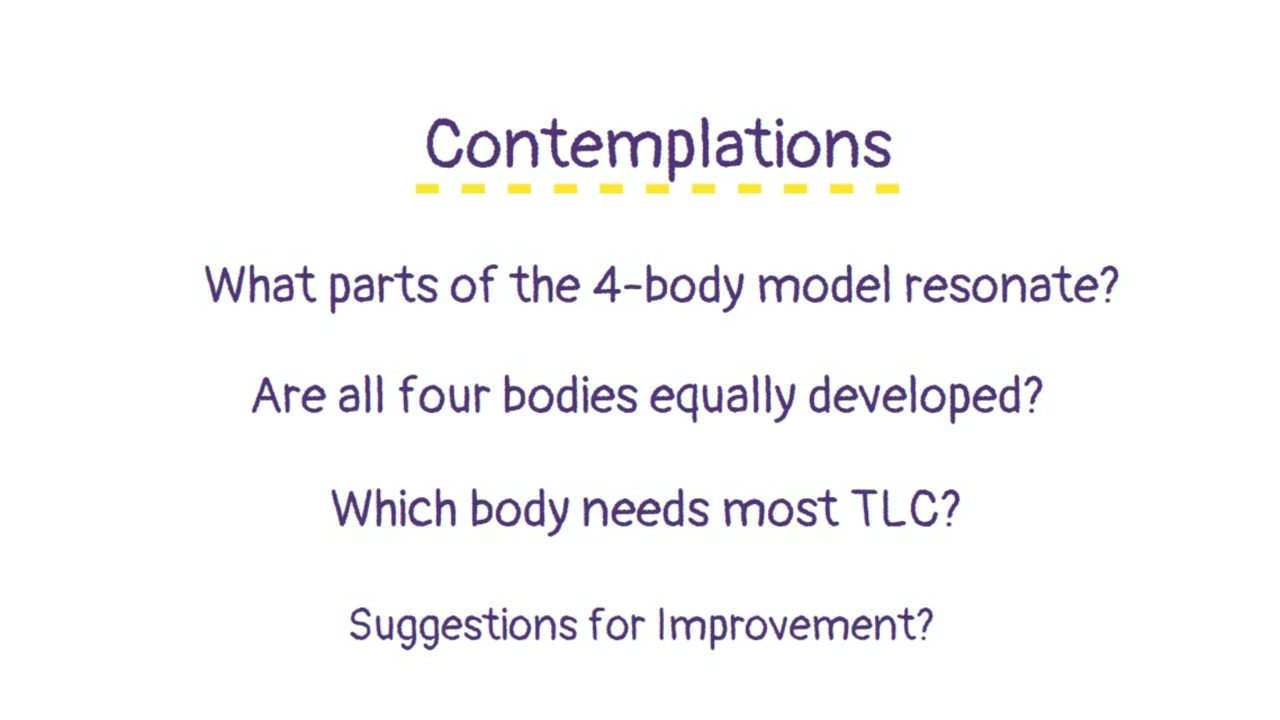 Contemplations
What parts of the 4-body model resonate?
Are all four bodies equally developed?
Which body needs most TLC?
Suggestions for Improvement?